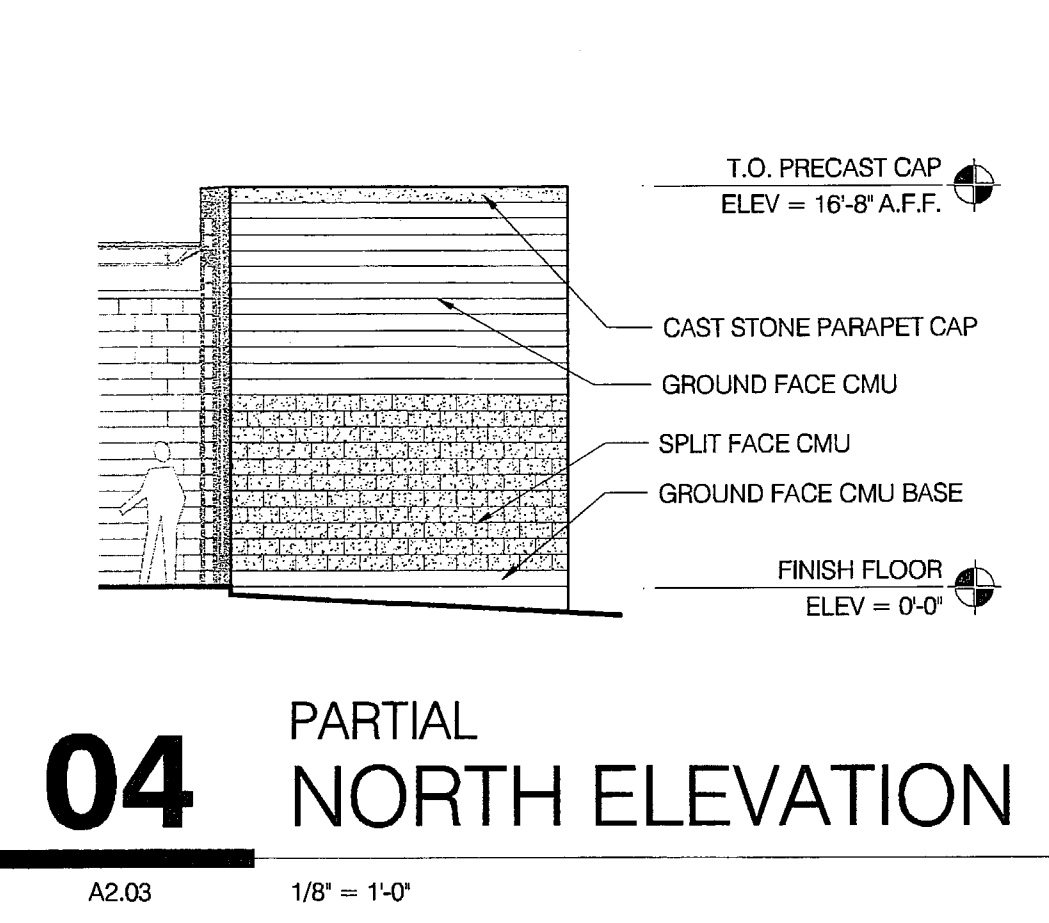 T.O. PRECAST CAP
ELEV = 16'-8" A.F.F.
CAST STONE PARAPET CAP
GROUND FACE CMU
SPLIT FACE CMU
GROUND FACE CMU BASE
FINISH FLOOR
ELEV = 0'-0"
04
PARTIAL
NORTH ELEVATION
A2.03
1/8" = 1'-0"